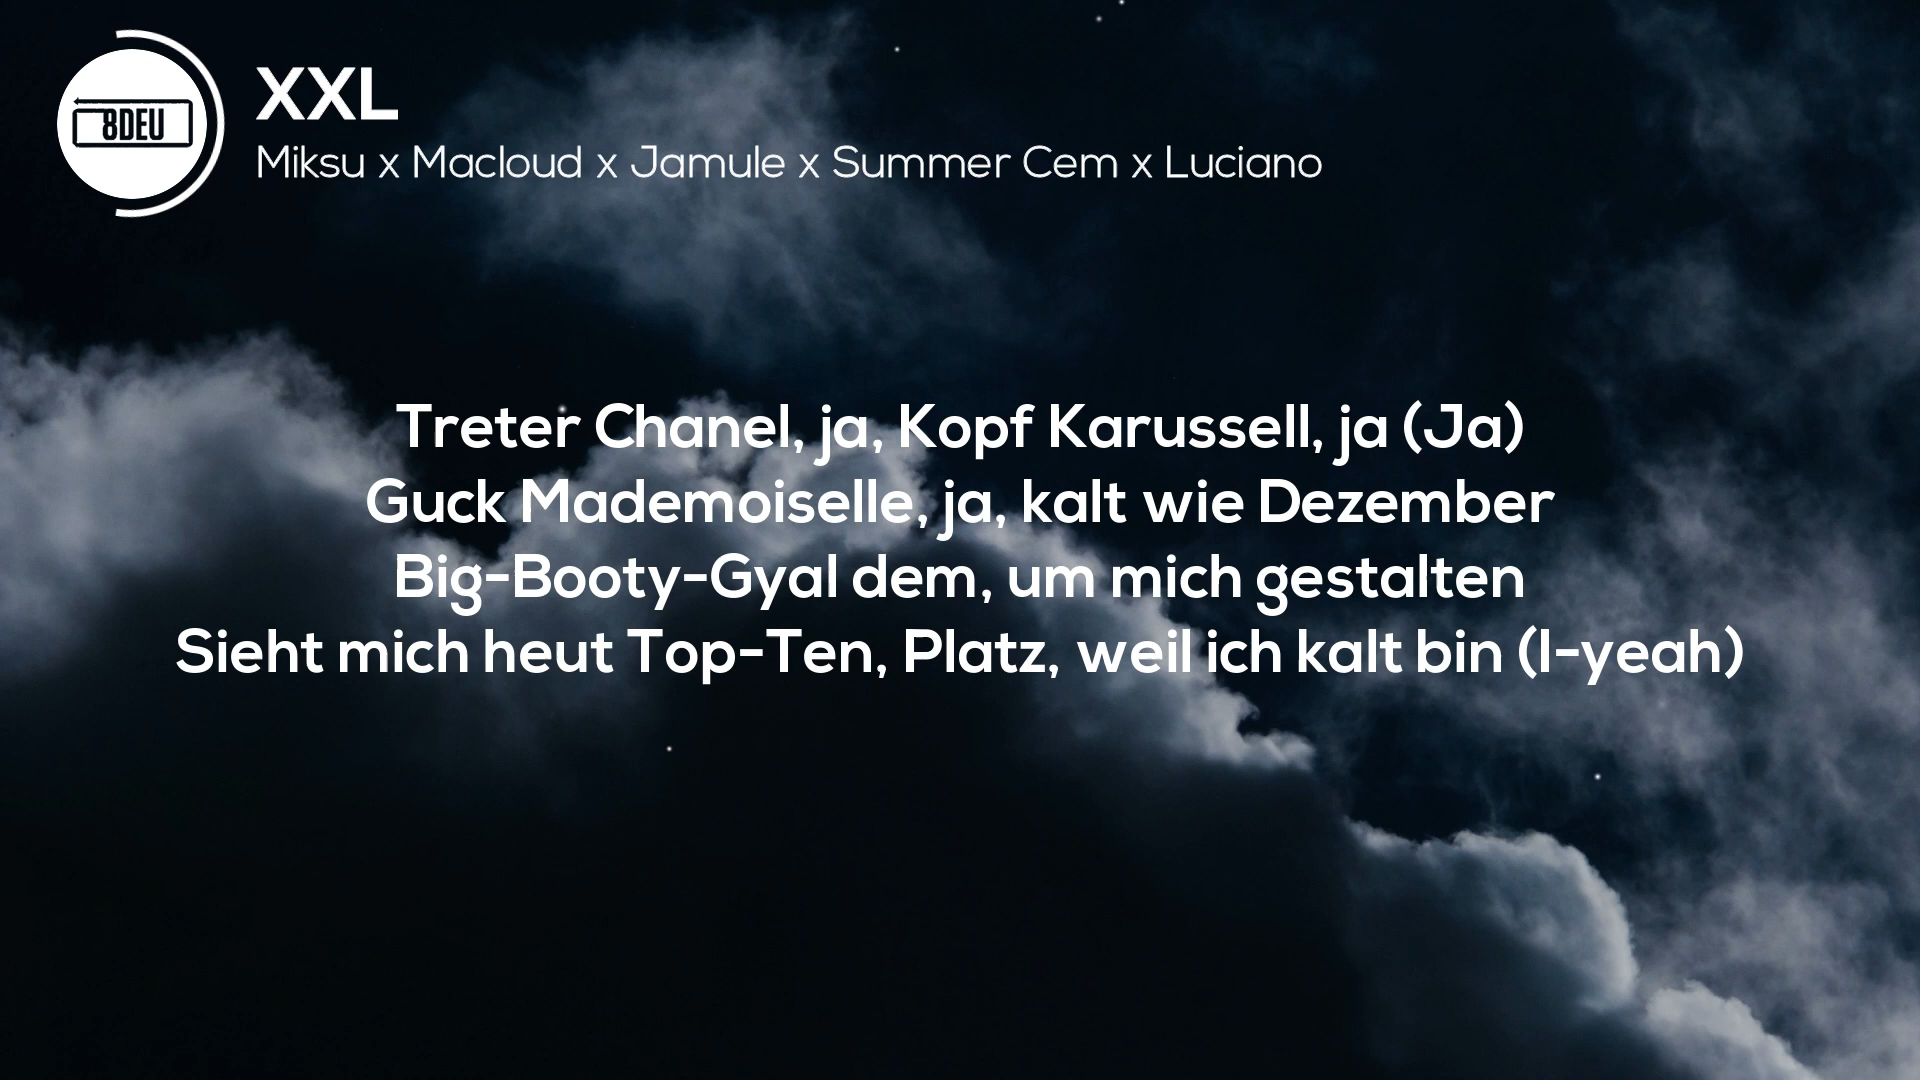 8DEU
XXL
Miksu x Macloud x Jamule x Summer Cem x Luciano
Treter Chanel, ja, Kopf Karussell, ja (Ja)
Guck Mademoiselle, ja, kalt wie Dezember
Big-Booty-Gyal dem, um mich gestalten
Sieht mich heut Top-Ten, Platz, weil ich kalt bin (I-yeah)